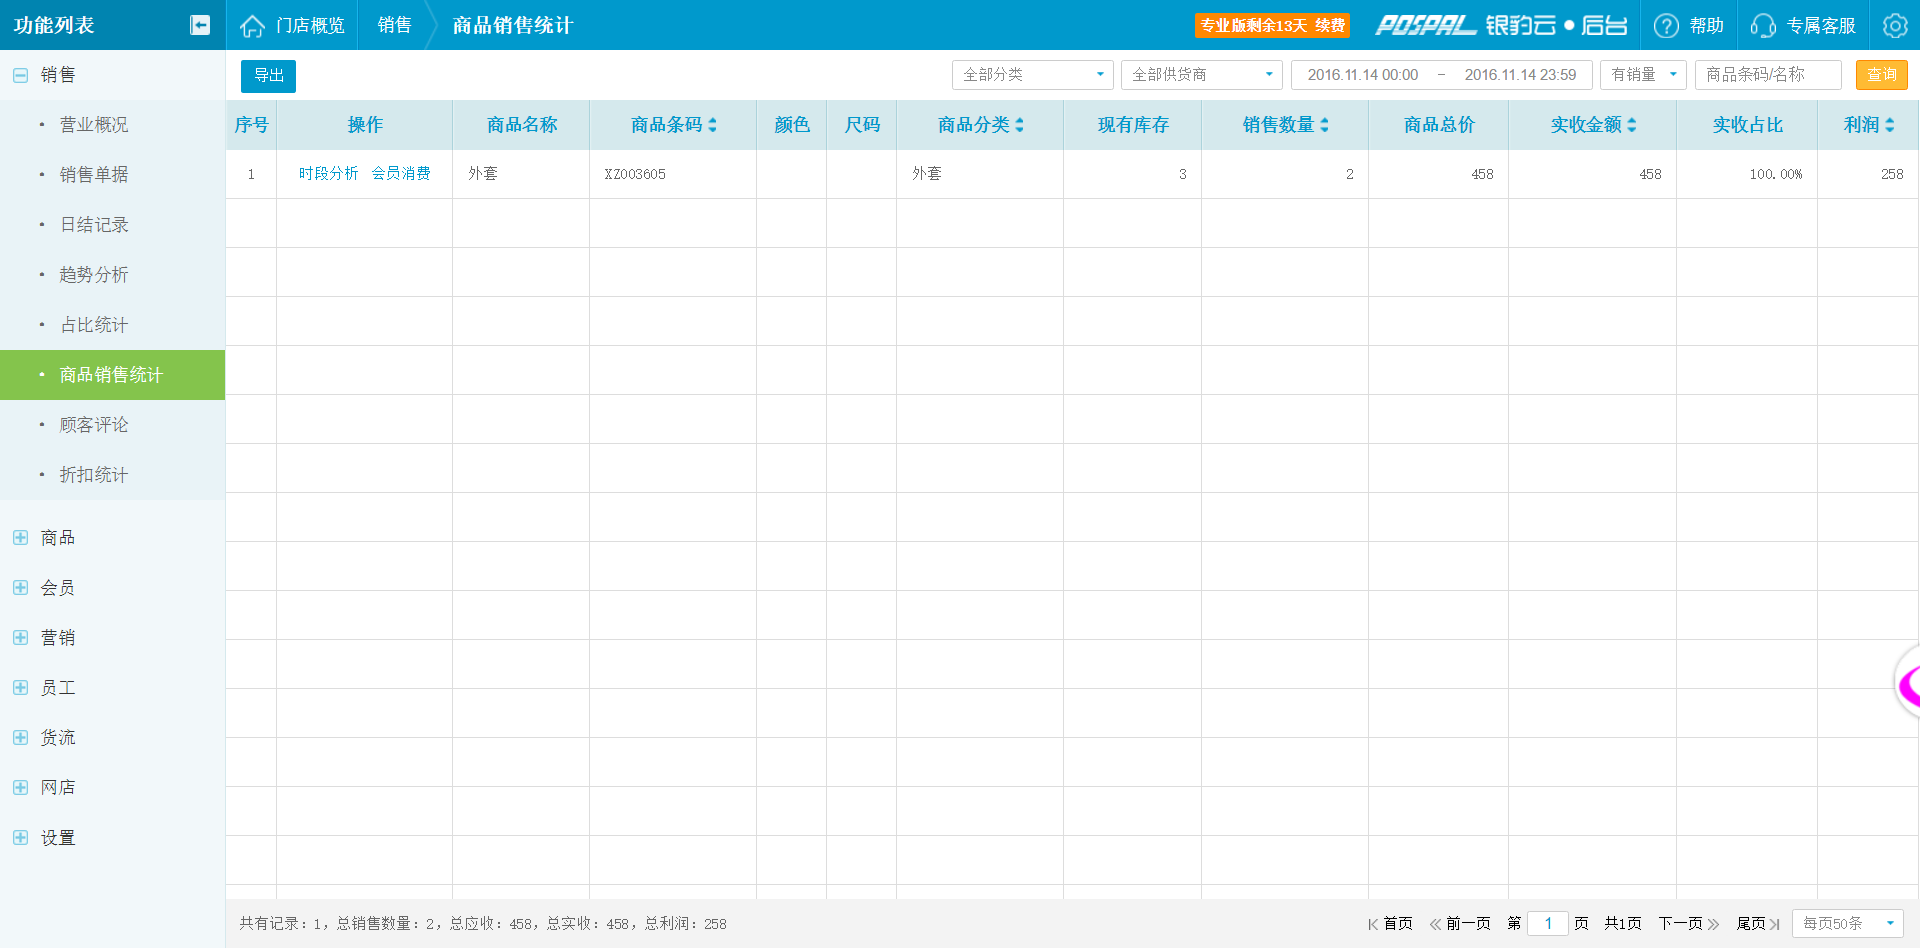 功能列表
门店概览
销售
商品销售统计
专业版剩余13天 续费
POSPAL 银豹云●后台
帮助
专属客服
销售
营业概况
销售单据
日结记录
趋势分析
占比统计
商品销售统计
顾客评论
折扣统计
商品
会员
营销
员工
货流
网店
设置
导出
全部分类
全部供货商
2016.11.14 00:00 - 2016.11.14 23:59
有销量
商品条码/名称
查询
序号 操作 商品名称 商品条码 颜色 尺码 商品分类 现有库存 销售数量 商品总价 实收金额 实收占比 利润
1 时段分析 会员消费 外套 XZ003605 外套 3 2 458 458 100.00% 258
共有记录：1，总销售数量：2，总应收：458，总实收：458，总利润：258
首页 前一页 第 1 页 共1页 下一页 尾页 每页50条